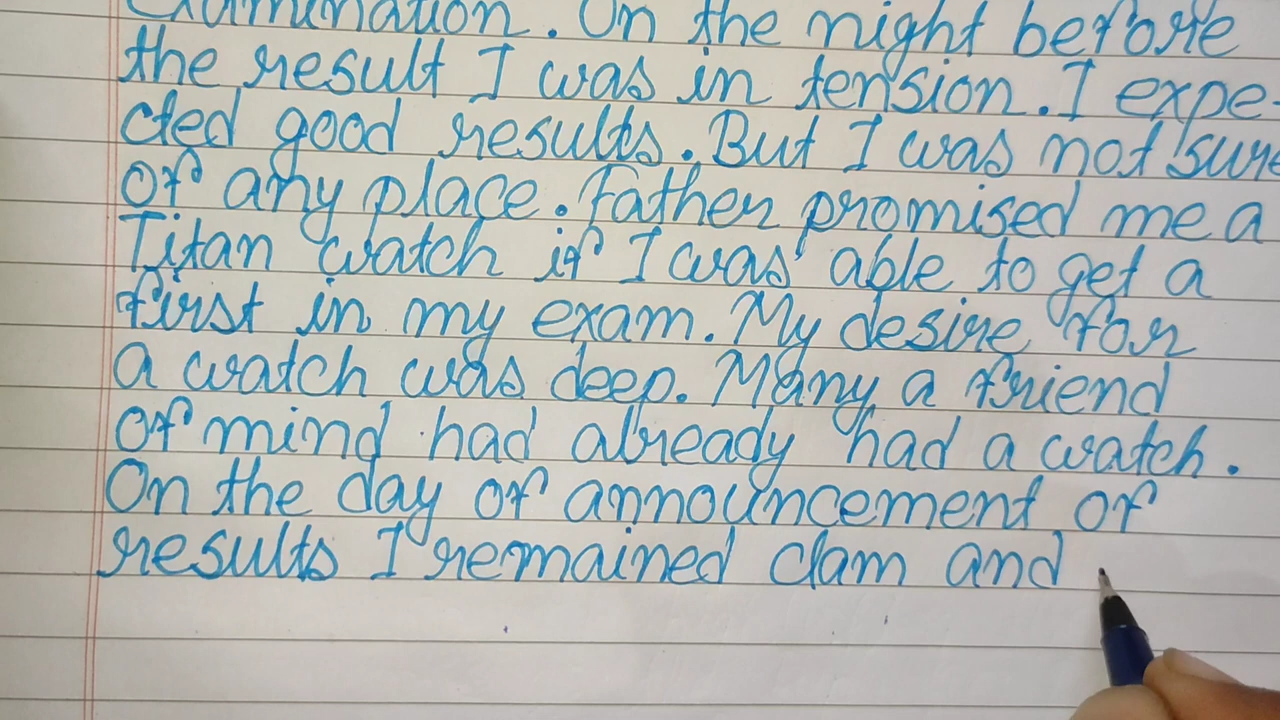 Examination. On the night before
the result I was in tension. I expe-
cted good results. But I was not sure
of any place. Father promised me a
Titan watch if I was able to get a
first in my exam. My desire for
a watch was deep. Many a friend
of mind had already had a watch.
On the day of announcement of
results I remained clam and